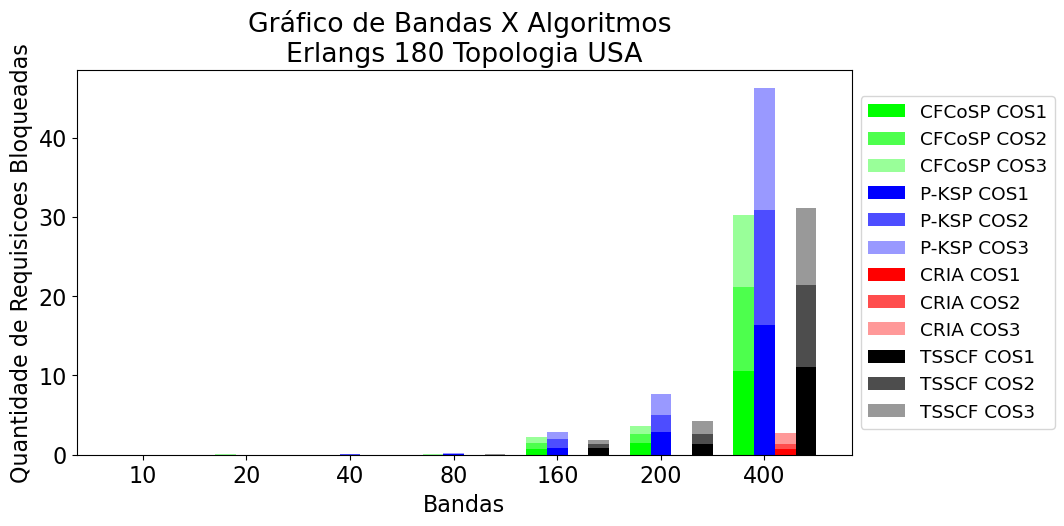 Gráfico de Bandas X Algoritmos
Erlangs 180 Topologia USA
Quantidade de Requisicoes Bloqueadas
40
30
20
10
0
10 20 40 80 160 200 400
Bandas
CFCoSP COS1
CFCoSP COS2
CFCoSP COS3
P-KSP COS1
P-KSP COS2
P-KSP COS3
CRIA COS1
CRIA COS2
CRIA COS3
TSSCF COS1
TSSCF COS2
TSSCF COS3